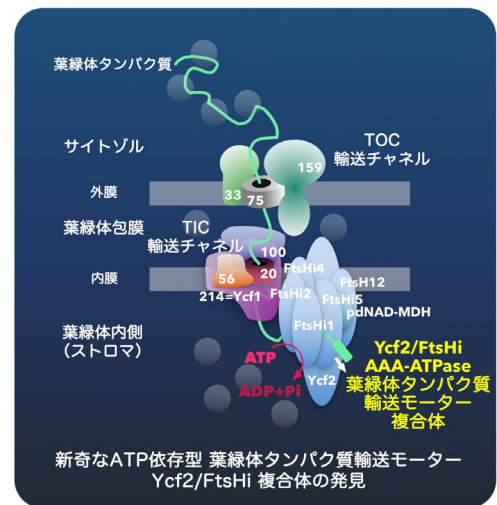 葉緑体タンパク質
サイトゾル
TOC
輸送チャネル
159
外膜
33
75
葉緑体包膜
TIC
輸送チャネル
100
内膜
56
20
FtsHi4
FtsH12
214=Ycf1
FtsHi2
FtsHi5
pdNAD-MDH
葉緑体内側
(ストロマ)
FtsHi1
ATP
ADP+Pi
Ycf2
Ycf2/FtsHi
AAA-ATPase
葉緑体タンパク質
輸送モーター
複合体
新奇なATP依存型 葉緑体タンパク質輸送モーター
Ycf2/FtsHi 複合体の発見